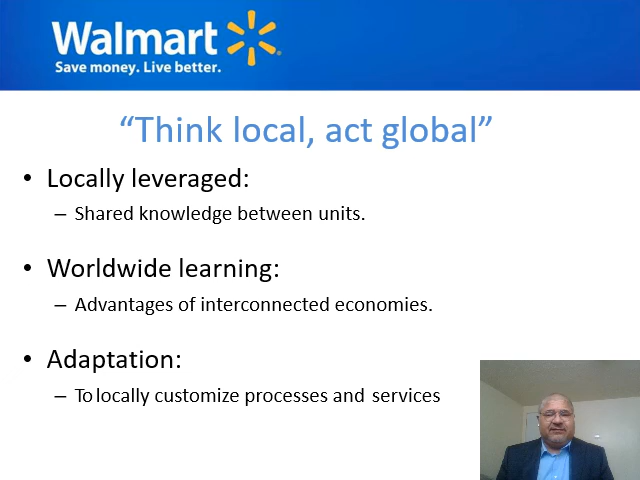 Walmart
Save money. Live better.
“Think local, act global”
• Locally leveraged:
– Shared knowledge between units.
• Worldwide learning:
– Advantages of interconnected economies.
• Adaptation:
– To locally customize processes and services